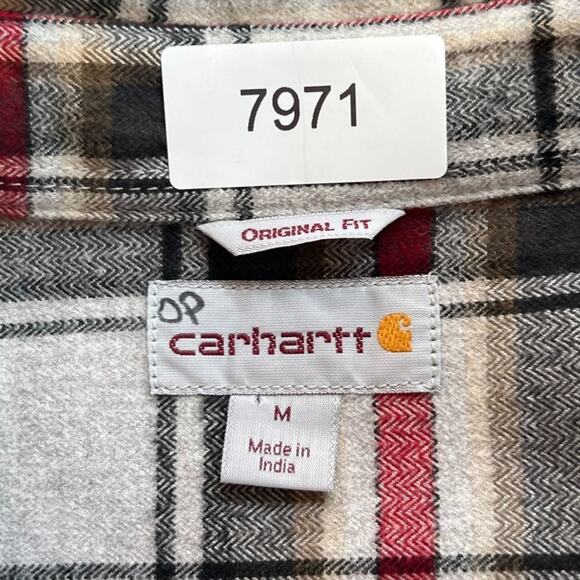 7971
ORIGINAL FIT
OP
carhartt
M
Made in
India